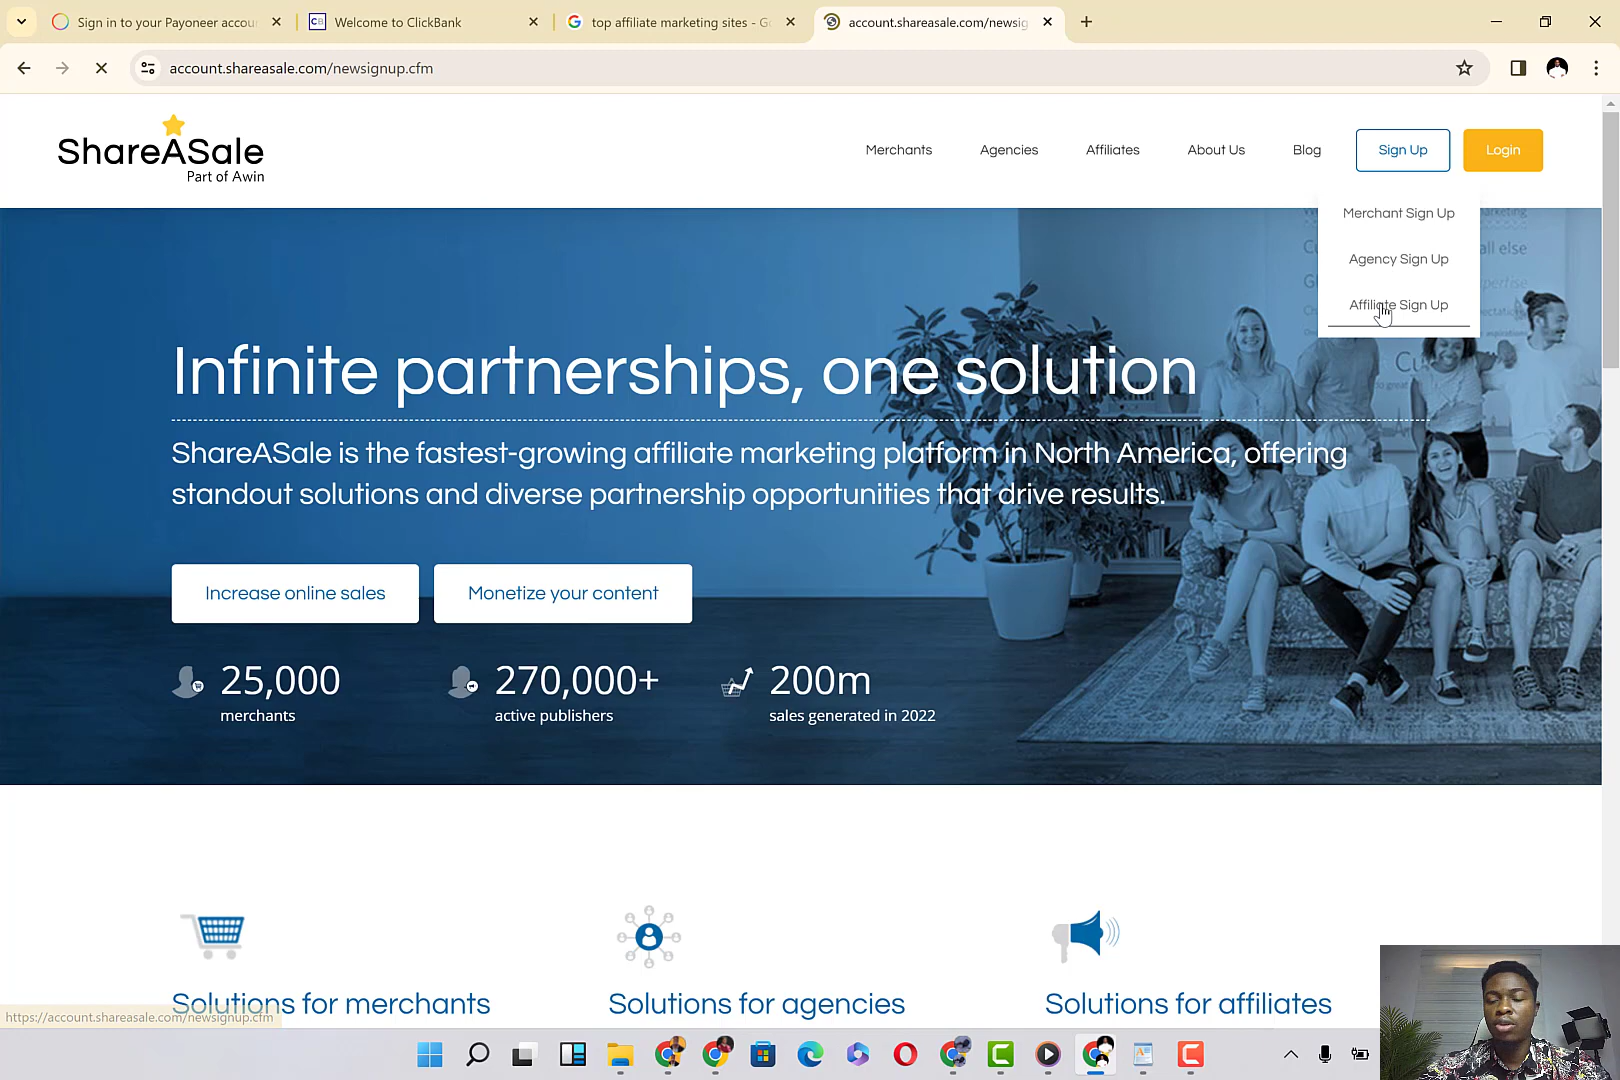 Sign in to your Payoneer accou
Welcome to ClickBank
top affiliate marketing sites - G
account.shareasale.com/newsig
account.shareasale.com/newsignup.cfm
ShareASale
Part of Awin
Merchants
Agencies
Affiliates
About Us
Blog
Sign Up
Login
Merchant Sign Up
Agency Sign Up
Affiliate Sign Up
Infinite partnerships, one solution
ShareASale is the fastest-growing affiliate marketing platform in North America, offering
standout solutions and diverse partnership opportunities that drive results.
Increase online sales
Monetize your content
25,000
merchants
270,000+
active publishers
200m
sales generated in 2022
Solutions for merchants
Solutions for agencies
Solutions for affiliates
https://account.shareasale.com/newsignup.cfm